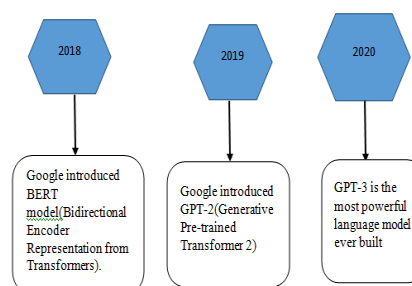 2018
2019
2020
Google introduced
BERT
model(Bidirectional
Encoder
Representation from
Transformers).
Google introduced
GPT-2(Generative
Pre-trained
Transformer 2)
GPT-3 is the
most powerful
language model
ever built